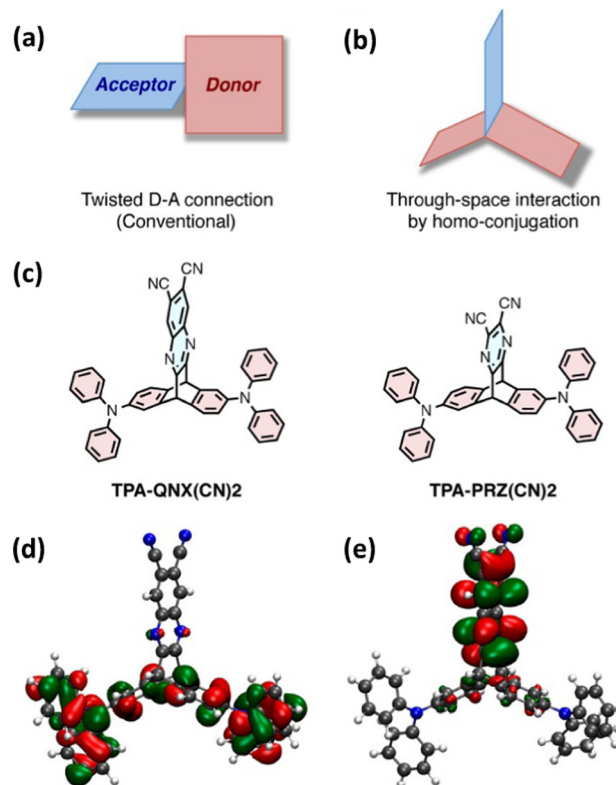 (a)
(b)
Acceptor Donor
Twisted D-A connection
(Conventional)
Through-space interaction
by homo-conjugation
(c)
NC CN
N
N
N
N
TPA-QNX(CN)2
CN
NC
N
N
N
N
TPA-PRZ(CN)2
(d)
(e)